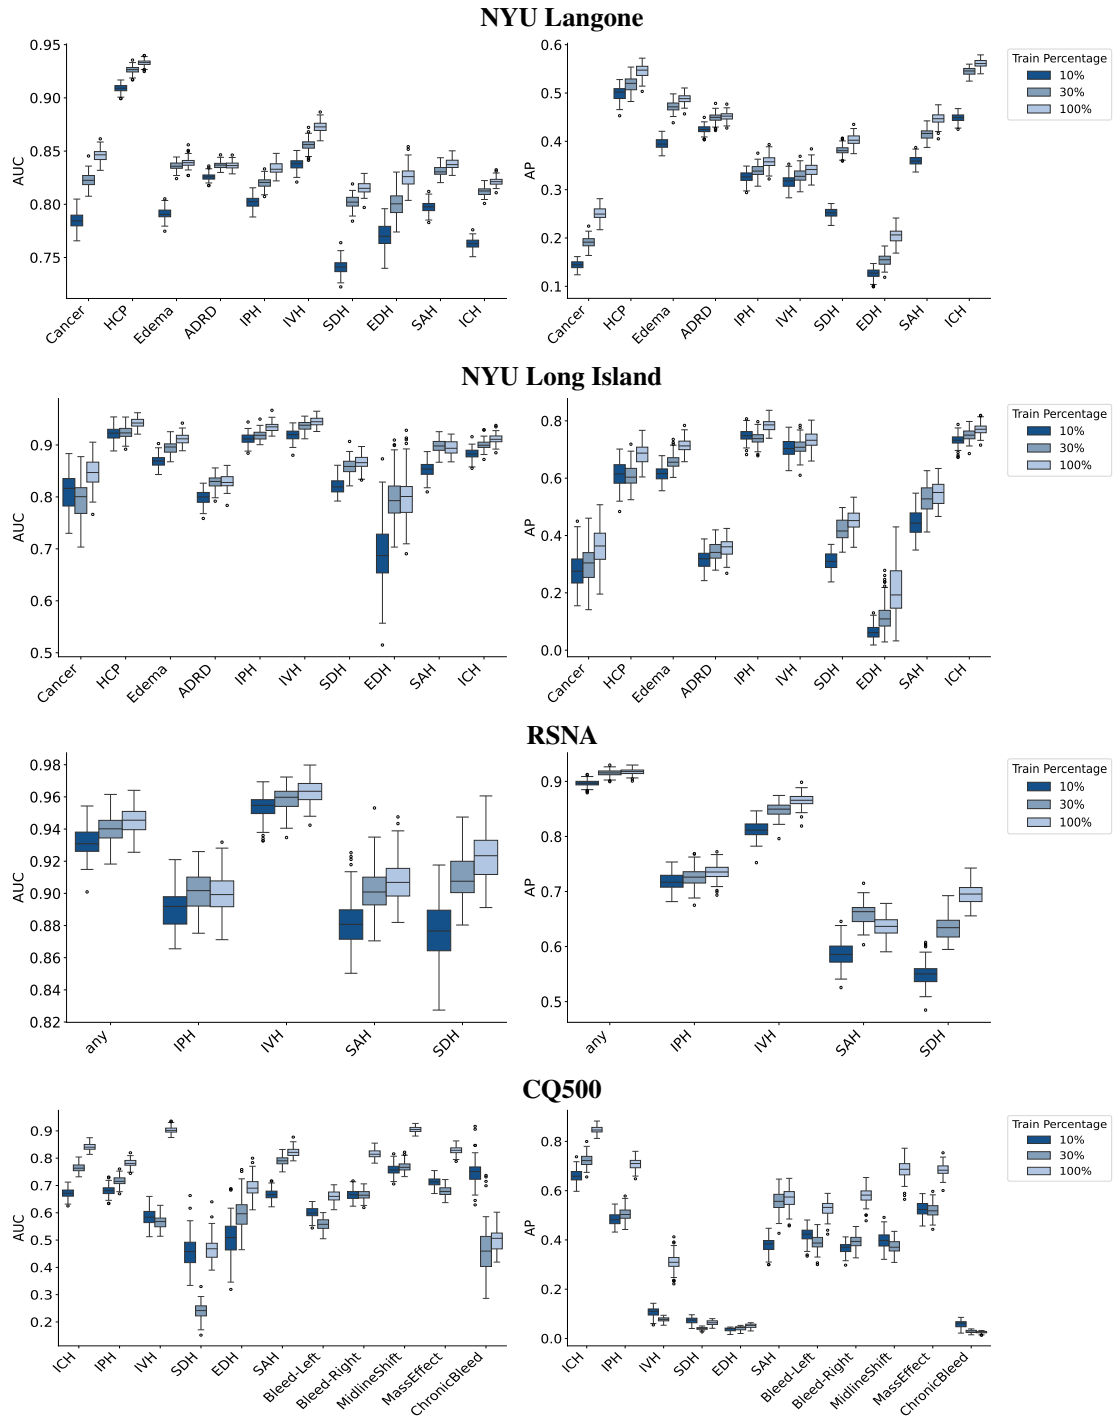 NYU Langone
0.95
0.90
0.85
0.80
0.75
AUC
Cancer
HCP
Edema
ADRD
IPH
IVH
SDH
EDH
SAH
ICH
0.6
0.5
0.4
0.3
0.2
0.1
AP
Cancer
HCP
Edema
ADRD
IPH
IVH
SDH
EDH
SAH
ICH
Train Percentage
10%
30%
100%
NYU Long Island
0.9
0.8
0.7
0.6
0.5
AUC
Cancer
HCP
Edema
ADRD
IPH
IVH
SDH
EDH
SAH
ICH
0.8
0.6
0.4
0.2
0.0
AP
Cancer
HCP
Edema
ADRD
IPH
IVH
SDH
EDH
SAH
ICH
Train Percentage
10%
30%
100%
RSNA
0.98
0.96
0.94
0.92
0.90
0.88
0.86
0.84
0.82
AUC
any
IPH
IVH
SAH
SDH
0.9
0.8
0.7
0.6
0.5
AP
any
IPH
IVH
SAH
SDH
Train Percentage
10%
30%
100%
CQ500
0.9
0.8
0.7
0.6
0.5
0.4
0.3
0.2
AUC
ICH
IPH
IVH
SDH
EDH
SAH
Bleed-Left
Bleed-Right
MidlineShift
MassEffect
ChronicBleed
0.8
0.6
0.4
0.2
0.0
AP
ICH
IPH
IVH
SDH
EDH
SAH
Bleed-Left
Bleed-Right
MidlineShift
MassEffect
ChronicBleed
Train Percentage
10%
30%
100%